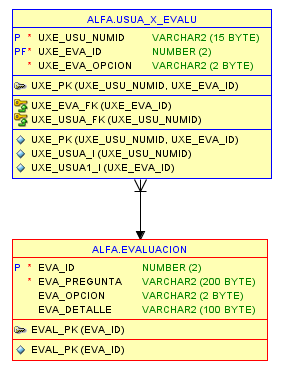 ALFA.USUA_X_EVALU
P * UXE_USU_NUMID VARCHAR2 (15 BYTE)
PF* UXE_EVA_ID NUMBER (2)
* UXE_EVA_OPCION VARCHAR2 (2 BYTE)
UXE_PK (UXE_USU_NUMID, UXE_EVA_ID)
UXE_EVA_FK (UXE_EVA_ID)
UXE_USUA_FK (UXE_USU_NUMID)
UXE_PK (UXE_USU_NUMID, UXE_EVA_ID)
UXE_USUA_I (UXE_USU_NUMID)
UXE_USUA1_I (UXE_EVA_ID)
ALFA.EVALUACION
P * EVA_ID NUMBER (2)
* EVA_PREGUNTA VARCHAR2 (200 BYTE)
EVA_OPCION VARCHAR2 (2 BYTE)
EVA_DETALLE VARCHAR2 (100 BYTE)
EVAL_PK (EVA_ID)
EVAL_PK (EVA_ID)